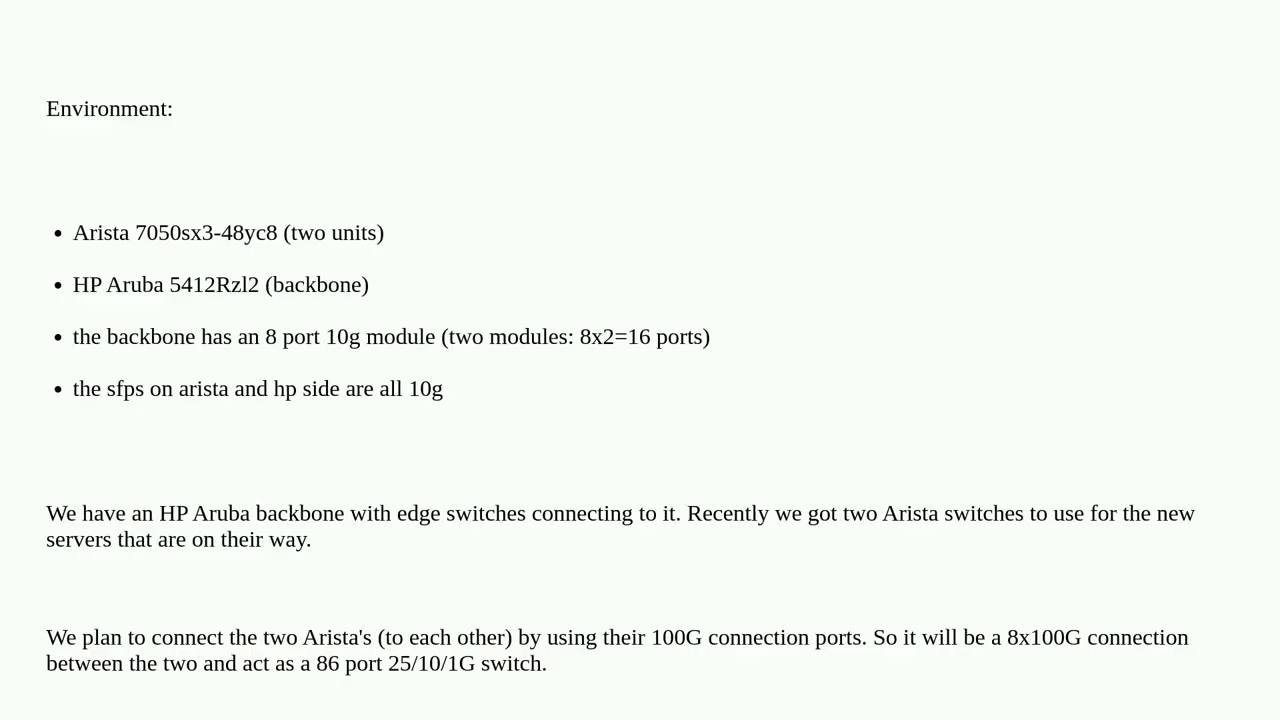 Environment:
• Arista 7050sx3-48yc8 (two units)
• HP Aruba 5412Rzl2 (backbone)
• the backbone has an 8 port 10g module (two modules: 8x2=16 ports)
• the sfps on arista and hp side are all 10g
We have an HP Aruba backbone with edge switches connecting to it. Recently we got two Arista switches to use for the new
servers that are on their way.
We plan to connect the two Arista's (to each other) by using their 100G connection ports. So it will be a 8x100G connection
between the two and act as a 86 port 25/10/1G switch.